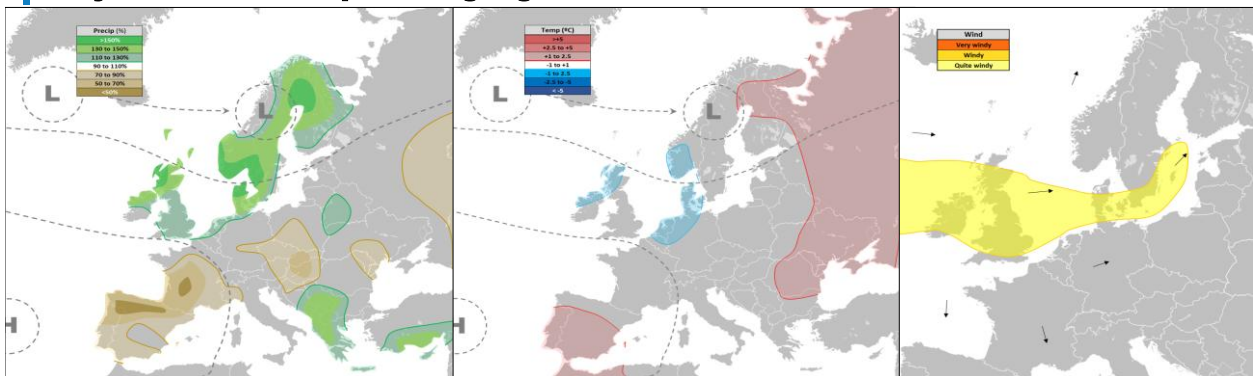 Precip (%)
>150%
130 to 150%
110 to 130%
90 to 110%
70 to 90%
50 to 70%
<50%
L
L
H
Temp (ºC)
>+5
+2.5 to +5
+1 to 2.5
-1 to +1
-1 to 2.5
-2.5 to -5
< -5
L
L
H
Wind
Very windy
Windy
Quite windy